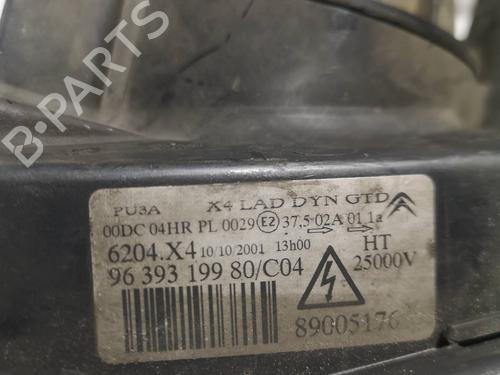 B-PARTS
PU3A X4 LAD DYN GTD
00DC 04HR PL 0029 E2 37,5 02A 01 1a
6204.X4 10/10/2001 13h00 HT
96 393 199 80/C04 25000V
89005176